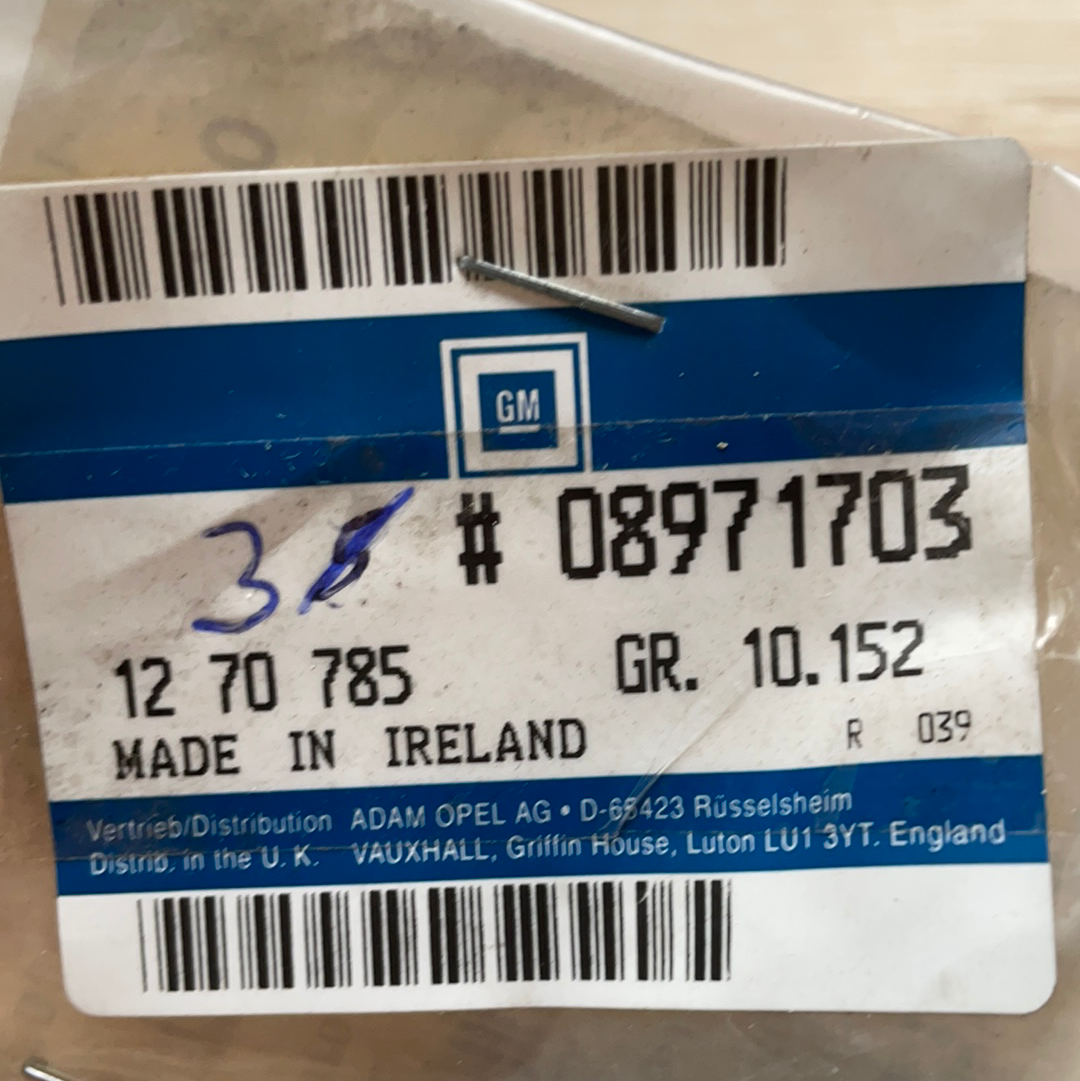 GM
3
# 08971703
12 70 785 GR. 10.152
MADE IN IRELAND R 039
Vertrieb/Distribution ADAM OPEL AG • D-65423 Rüsselsheim
Distrib. in the U. K. VAUXHALL, Griffin House, Luton LU1 3YT. England